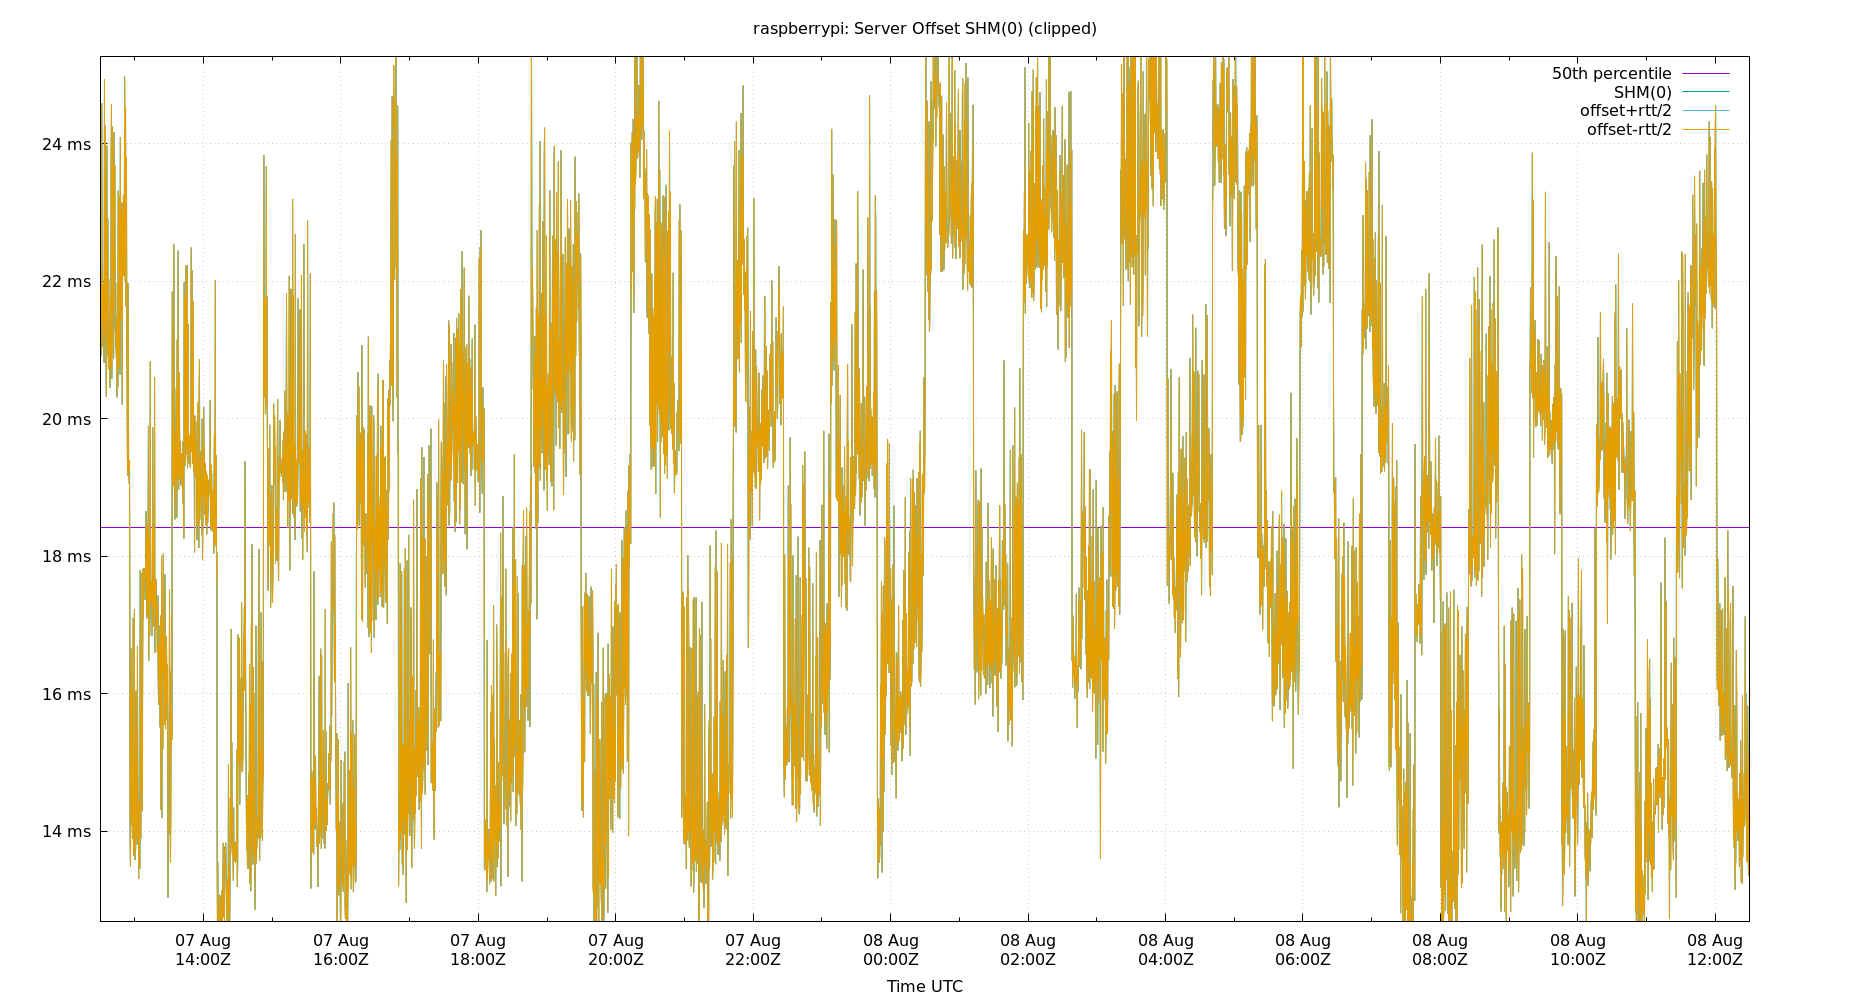 raspberrypi: Server Offset SHM(0) (clipped)
50th percentile
SHM(0)
offset+rtt/2
offset-rtt/2
24 ms
22 ms
20 ms
18 ms
16 ms
14 ms
07 Aug 07 Aug 07 Aug 07 Aug 07 Aug 08 Aug 08 Aug 08 Aug 08 Aug 08 Aug 08 Aug 08 Aug
14:00Z 16:00Z 18:00Z 20:00Z 22:00Z 00:00Z 02:00Z 04:00Z 06:00Z 08:00Z 10:00Z 12:00Z
Time UTC